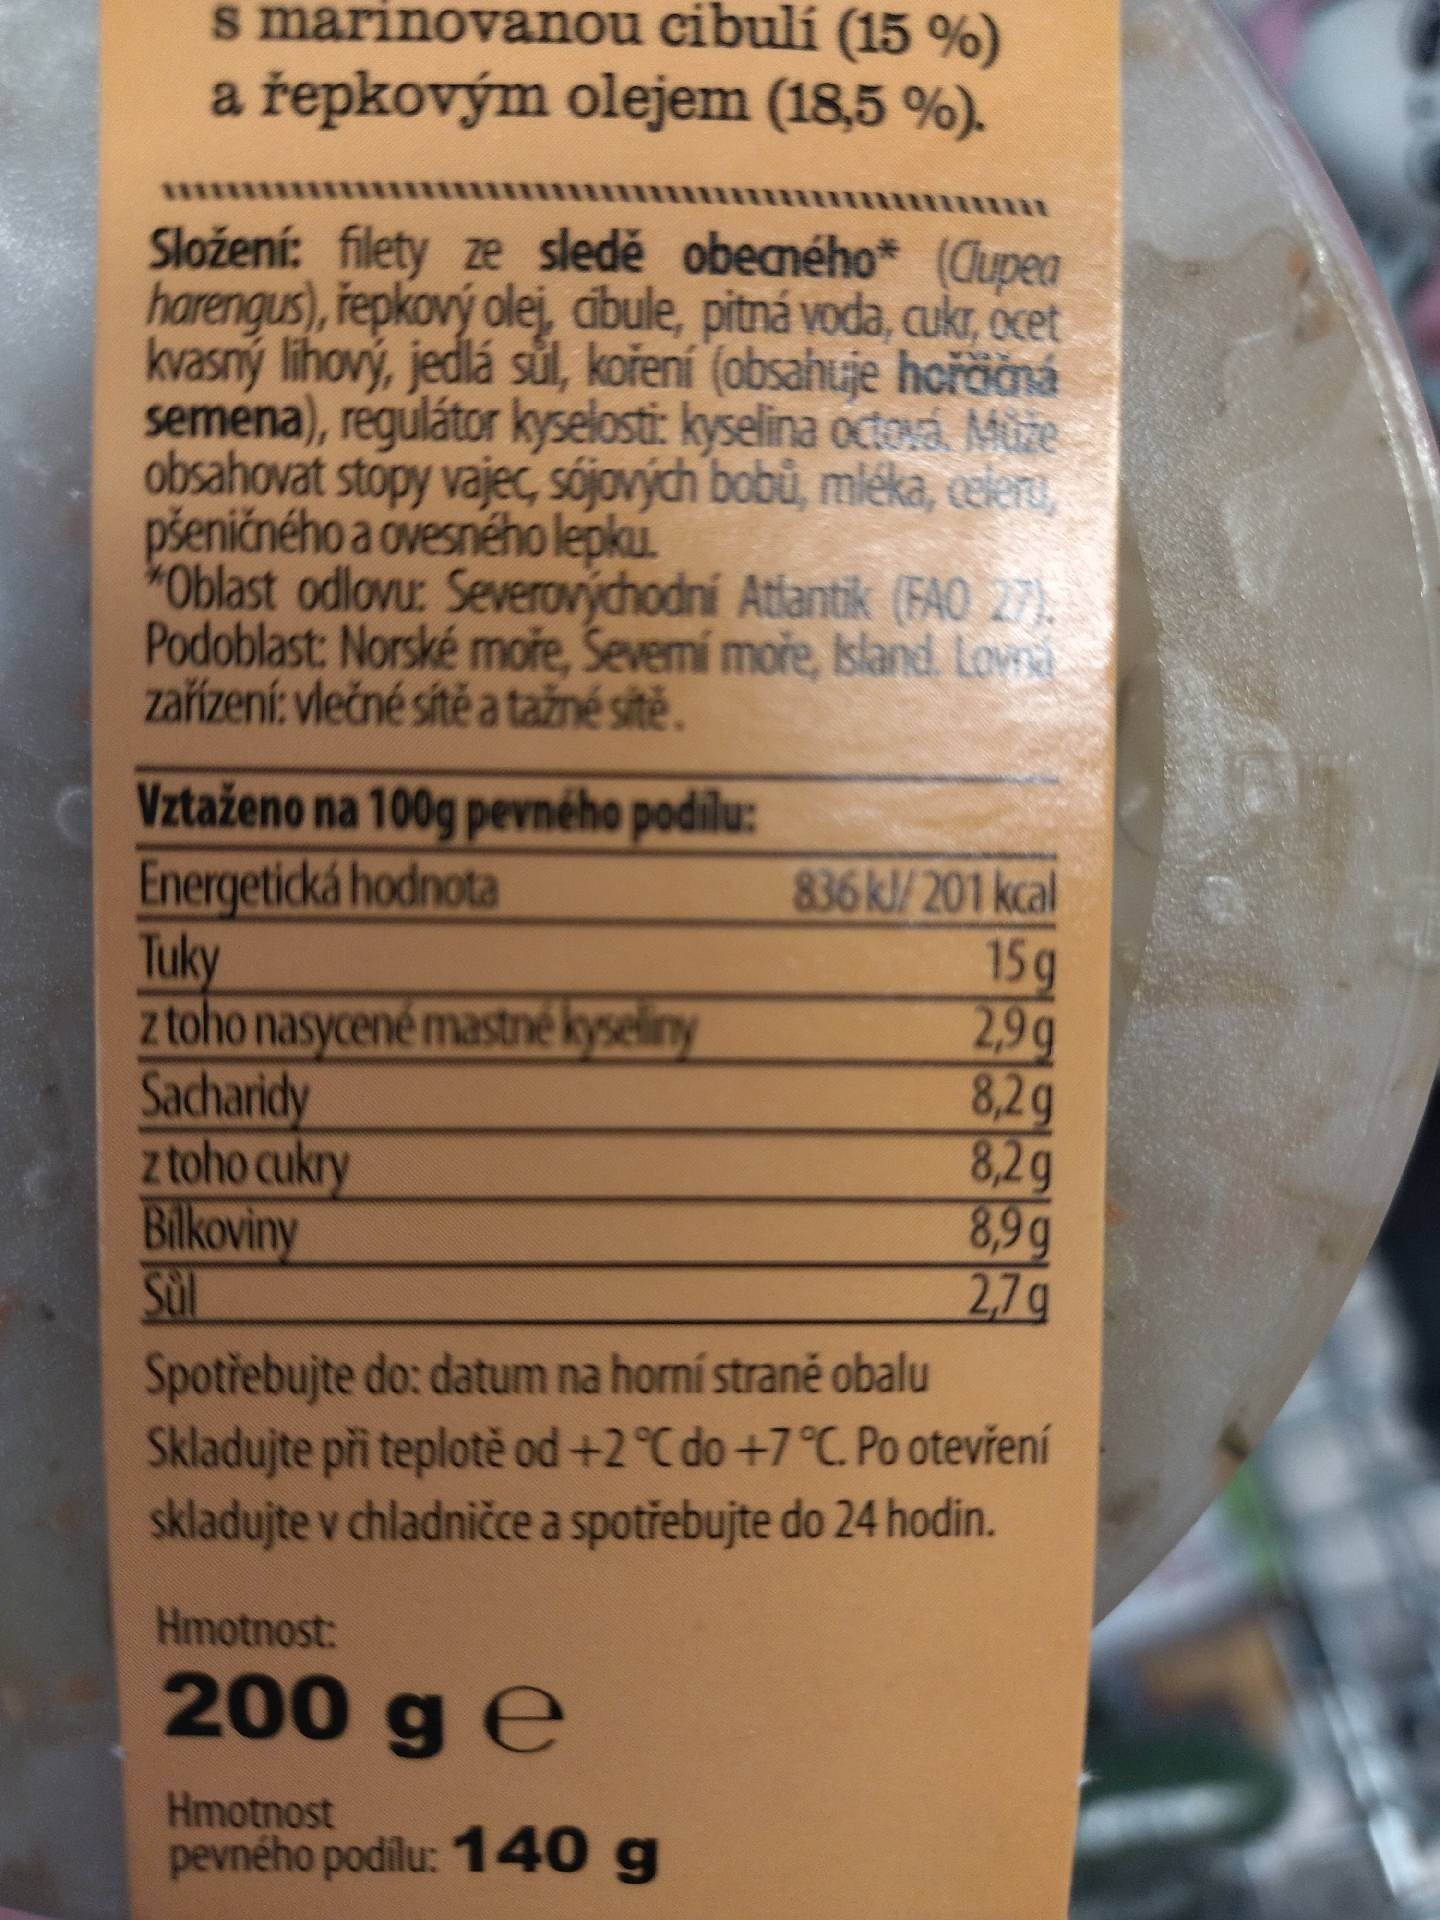 s marinovanou cibulí (15 %)
a řepkovým olejem (18,5 %).
Složení: filety ze sledě obecného* (Clupea
harengus), řepkový olej, cibule, pitná voda, cukr, ocet
kvasný lihový, jedlá sůl, koření (obsahuje hořčičná
semena), regulátor kyselosti: kyselina octová. Může
obsahovat stopy vajec, sójových bobů, mléka, celeru,
pšeničného a ovesného lepku.
*Oblast odlovu: Severovýchodní Atlantik (FAO 27).
Podoblast: Norské moře, Severní moře, Island. Lovná
zařízení: vlečné sítě a tažné sítě.
Vztaženo na 100g pevného podílu:
Energetická hodnota 836 kJ/ 201 kcal
Tuky 15 g
z toho nasycené mastné kyseliny 2,9 g
Sacharidy 8,2 g
z toho cukry 8,2 g
Bílkoviny 8,9 g
Sůl 2,7 g
Spotřebujte do: datum na horní straně obalu
Skladujte při teplotě od +2 °C do +7 °C. Po otevření
skladujte v chladničce a spotřebujte do 24 hodin.
Hmotnost:
200 g e
Hmotnost
pevného podílu: 140 g